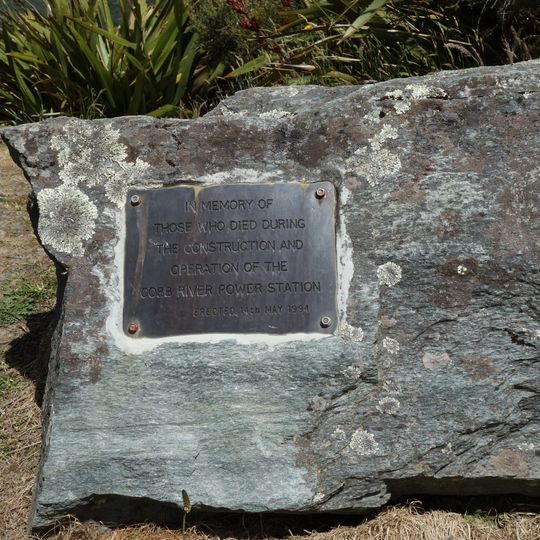 IN MEMORY OF
THOSE WHO DIED DURING
THE CONSTRUCTION AND
OPERATION OF THE
COBB RIVER POWER STATION
ERECTED 14TH MAY 1994